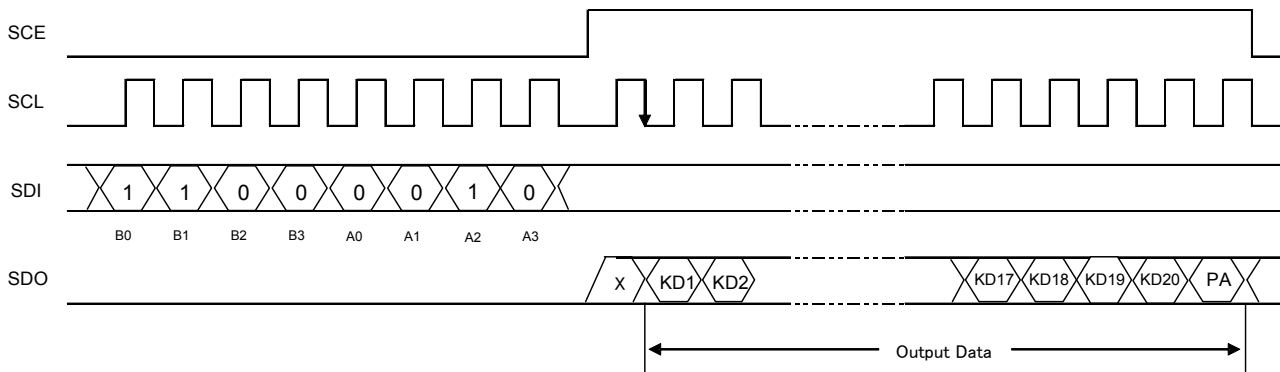 SCE
SCL
SDI 1 1 0 0 0 0 1 0
B0 B1 B2 B3 A0 A1 A2 A3
SDO X KD1 KD2 KD17 KD18 KD19 KD20 PA
Output Data